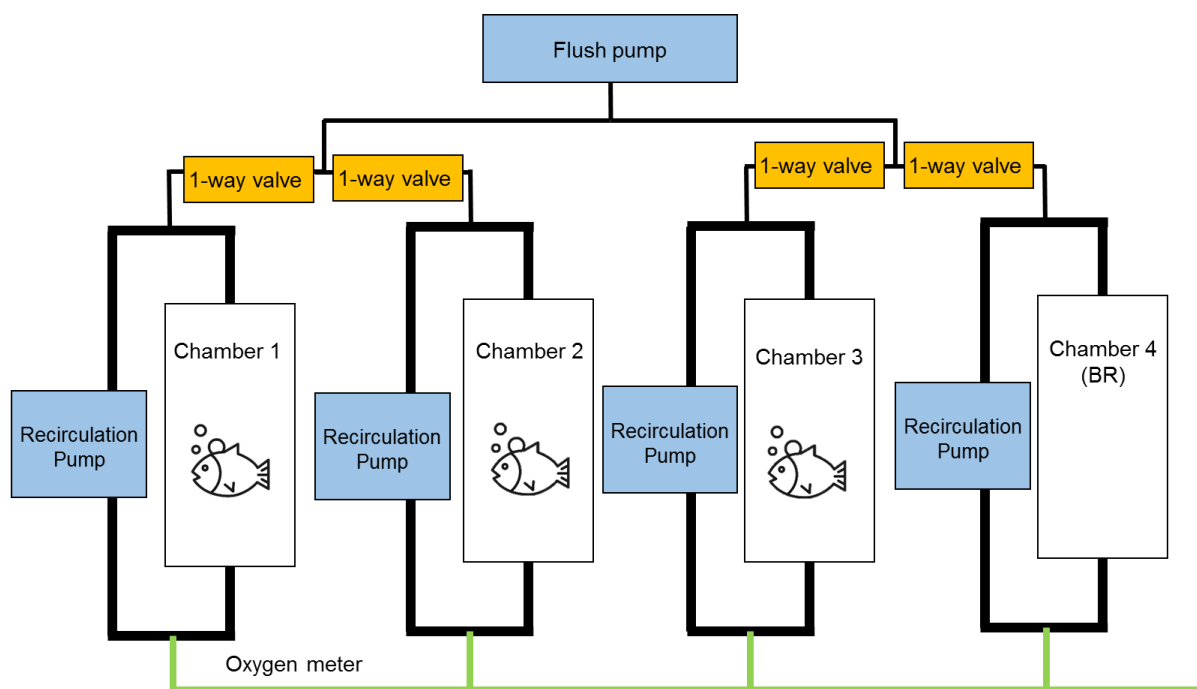 Flush pump
1-way valve
1-way valve
1-way valve
1-way valve
Chamber 1
Chamber 2
Chamber 3
Chamber 4
(BR)
Recirculation
Pump
Recirculation
Pump
Recirculation
Pump
Recirculation
Pump
Oxygen meter